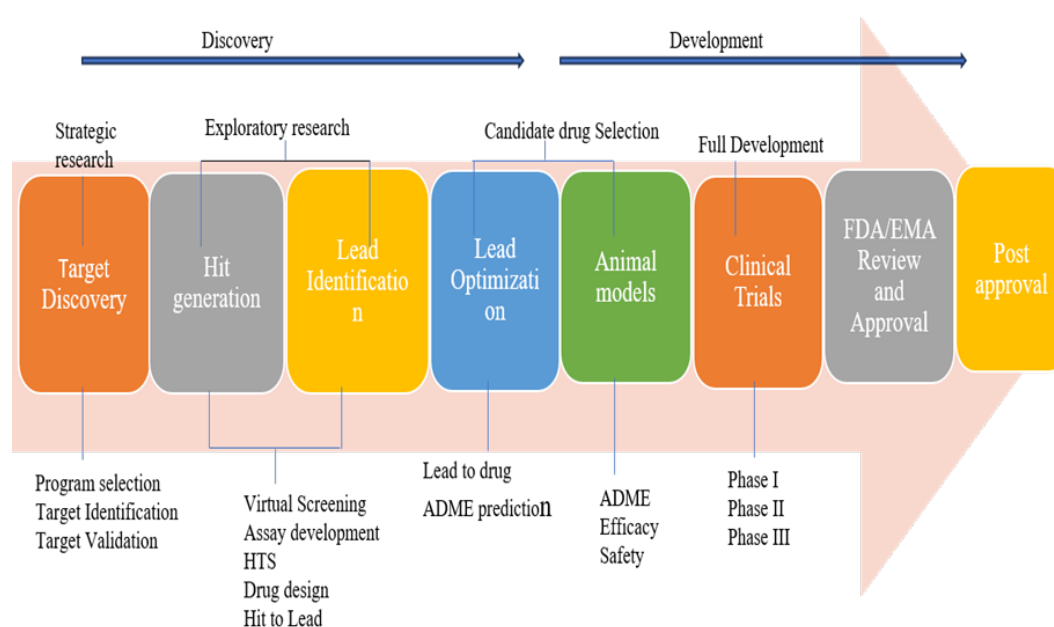 Discovery
Development
Strategic
research
Exploratory research
Candidate drug Selection
Full Development
Target
Discovery
Hit
generation
Lead
Identificatio
n
Lead
Optimizati
on
Animal
models
Clinical
Trials
FDA/EMA
Review
and
Approval
Post
approval
Program selection
Target Identification
Target Validation
Virtual Screening
Assay development
HTS
Drug design
Hit to Lead
Lead to drug
ADME prediction
ADME
Efficacy
Safety
Phase I
Phase II
Phase III